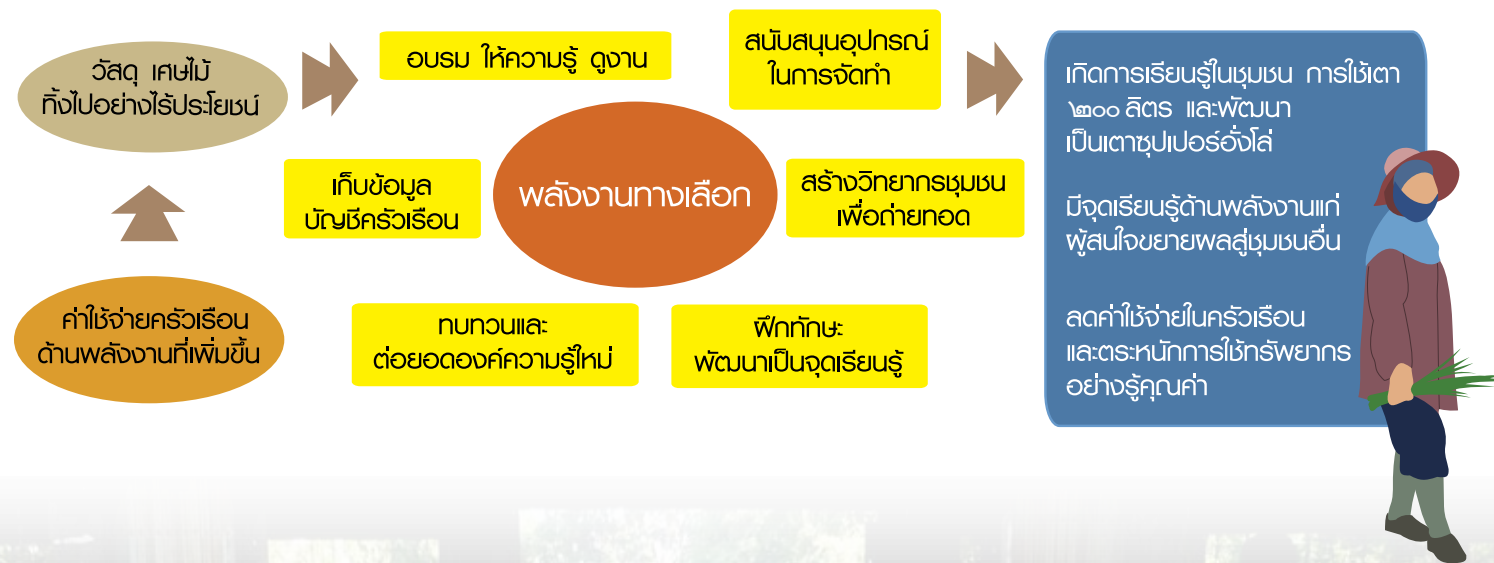 วัสดุ เศษไม้
ทิ้งไปอย่างไร้ประโยชน์
ค่าใช้จ่ายครัวเรือน
ด้านพลังงานที่เพิ่มขึ้น
อบรม ให้ความรู้ ดูงาน
สนับสนุนอุปกรณ์
ในการจัดทำ
เก็บข้อมูล
บัญชีครัวเรือน
พลังงานทางเลือก
สร้างวิทยากรชุมชน
เพื่อถ่ายทอด
ทบทวนและ
ต่อยอดองค์ความรู้ใหม่
ฝึกทักษะ
พัฒนาเป็นจุดเรียนรู้
เกิดการเรียนรู้ในชุมชน การใช้เตา
๒๐๐ ลิตร และพัฒนา
เป็นเตาซุปเปอร์อั่งโล่
มีจุดเรียนรู้ด้านพลังงานแก่
ผู้สนใจขยายผลสู่ชุมชนอื่น
ลดค่าใช้จ่ายในครัวเรือน
และตระหนักการใช้ทรัพยากร
อย่างรู้คุณค่า